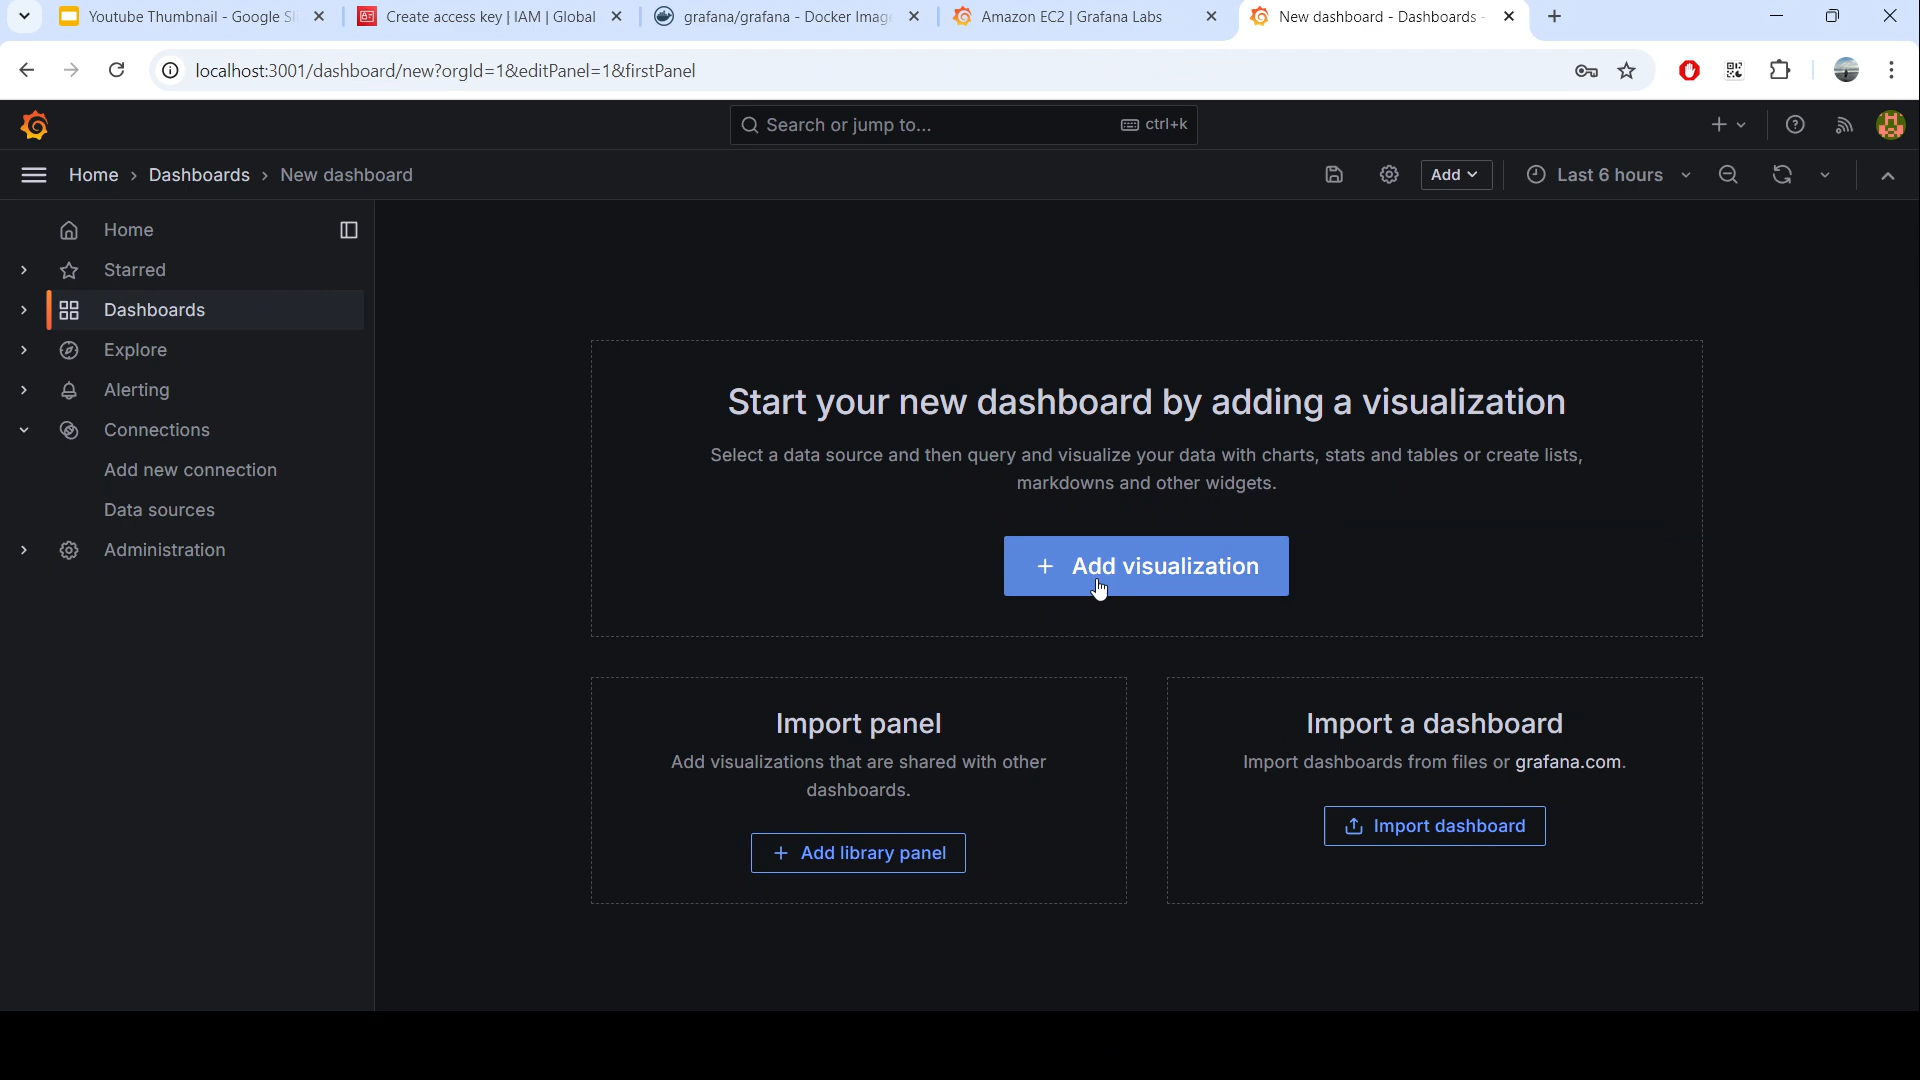 Youtube Thumbnail - Google Sl
Create access key | IAM | Global
grafana/grafana - Docker Imag
Amazon EC2 | Grafana Labs
New dashboard - Dashboards -
localhost:3001/dashboard/new?orgId=1&editPanel=1&firstPanel
Search or jump to...
ctrl+k
Home › Dashboards › New dashboard
Add
Last 6 hours
Home
Starred
Dashboards
Explore
Alerting
Connections
Add new connection
Data sources
Administration
Start your new dashboard by adding a visualization
Select a data source and then query and visualize your data with charts, stats and tables or create lists,
markdowns and other widgets.
+ Add visualization
Import panel
Add visualizations that are shared with other
dashboards.
+ Add library panel
Import a dashboard
Import dashboards from files or grafana.com.
Import dashboard